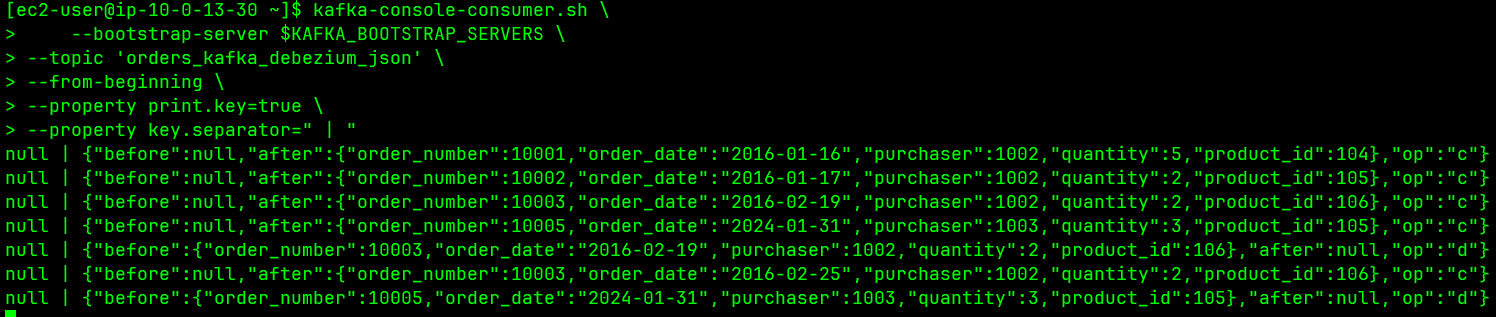 [ec2-user@ip-10-0-13-30 ~]$ kafka-console-consumer.sh \
>     --bootstrap-server $KAFKA_BOOTSTRAP_SERVERS \
> --topic 'orders_kafka_debezium_json' \
> --from-beginning \
> --property print.key=true \
> --property key.separator=" | "
null | {"before":null,"after":{"order_number":10001,"order_date":"2016-01-16","purchaser":1002,"quantity":5,"product_id":104},"op":"c"}
null | {"before":null,"after":{"order_number":10002,"order_date":"2016-01-17","purchaser":1002,"quantity":2,"product_id":105},"op":"c"}
null | {"before":null,"after":{"order_number":10003,"order_date":"2016-02-19","purchaser":1002,"quantity":2,"product_id":106},"op":"c"}
null | {"before":null,"after":{"order_number":10005,"order_date":"2024-01-31","purchaser":1003,"quantity":3,"product_id":105},"op":"c"}
null | {"before":{"order_number":10003,"order_date":"2016-02-19","purchaser":1002,"quantity":2,"product_id":106},"after":null,"op":"d"}
null | {"before":null,"after":{"order_number":10003,"order_date":"2016-02-25","purchaser":1002,"quantity":2,"product_id":106},"op":"c"}
null | {"before":{"order_number":10005,"order_date":"2024-01-31","purchaser":1003,"quantity":3,"product_id":105},"after":null,"op":"d"}